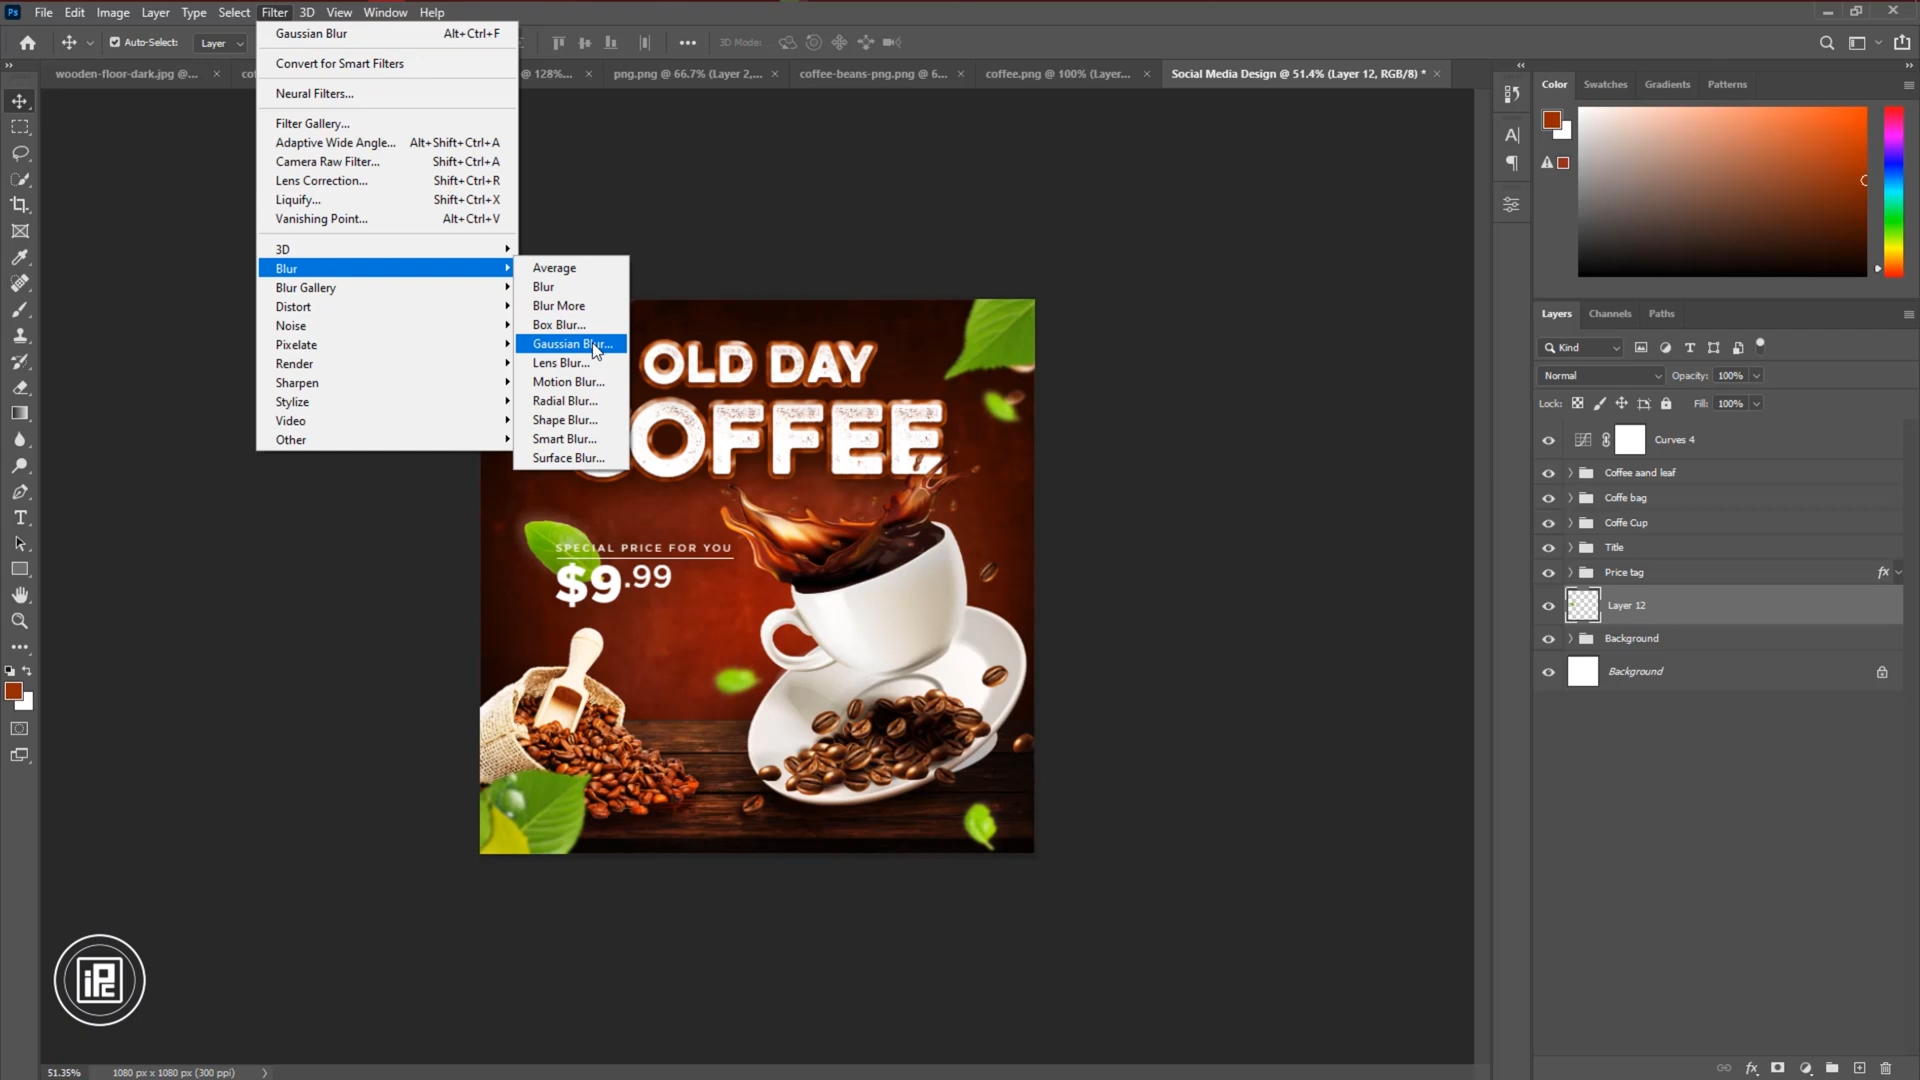 Ps File Edit Image Layer Type Select Filter 3D View Window Help
Auto-Select: Layer 3D Mode:
wooden-floor-dark.jpg @... × @ 128%... × png.png @ 66.7% (Layer 2,... × coffee-beans-png.png @ 6... × coffee.png @ 100% (Layer... × Social Media Design @ 51.4% (Layer 12, RGB/8) * ×
Gaussian Blur Alt+Ctrl+F
Convert for Smart Filters
Neural Filters...
Filter Gallery...
Adaptive Wide Angle... Alt+Shift+Ctrl+A
Camera Raw Filter... Shift+Ctrl+A
Lens Correction... Shift+Ctrl+R
Liquify... Shift+Ctrl+X
Vanishing Point... Alt+Ctrl+V
3D
Blur
Blur Gallery
Distort
Noise
Pixelate
Render
Sharpen
Stylize
Video
Other
Average
Blur
Blur More
Box Blur...
Gaussian Blur...
Lens Blur...
Motion Blur...
Radial Blur...
Shape Blur...
Smart Blur...
Surface Blur...
OLD DAY
COFFEE
SPECIAL PRICE FOR YOU
$9.99
Color Swatches Gradients Patterns
Layers Channels Paths
Kind
Normal Opacity: 100%
Lock: Fill: 100%
Curves 4
Coffee aand leaf
Coffe bag
Coffe Cup
Title
Price tag fx
Layer 12
Background
Background
iPC
51.35% 1080 px x 1080 px (300 ppi)
fx